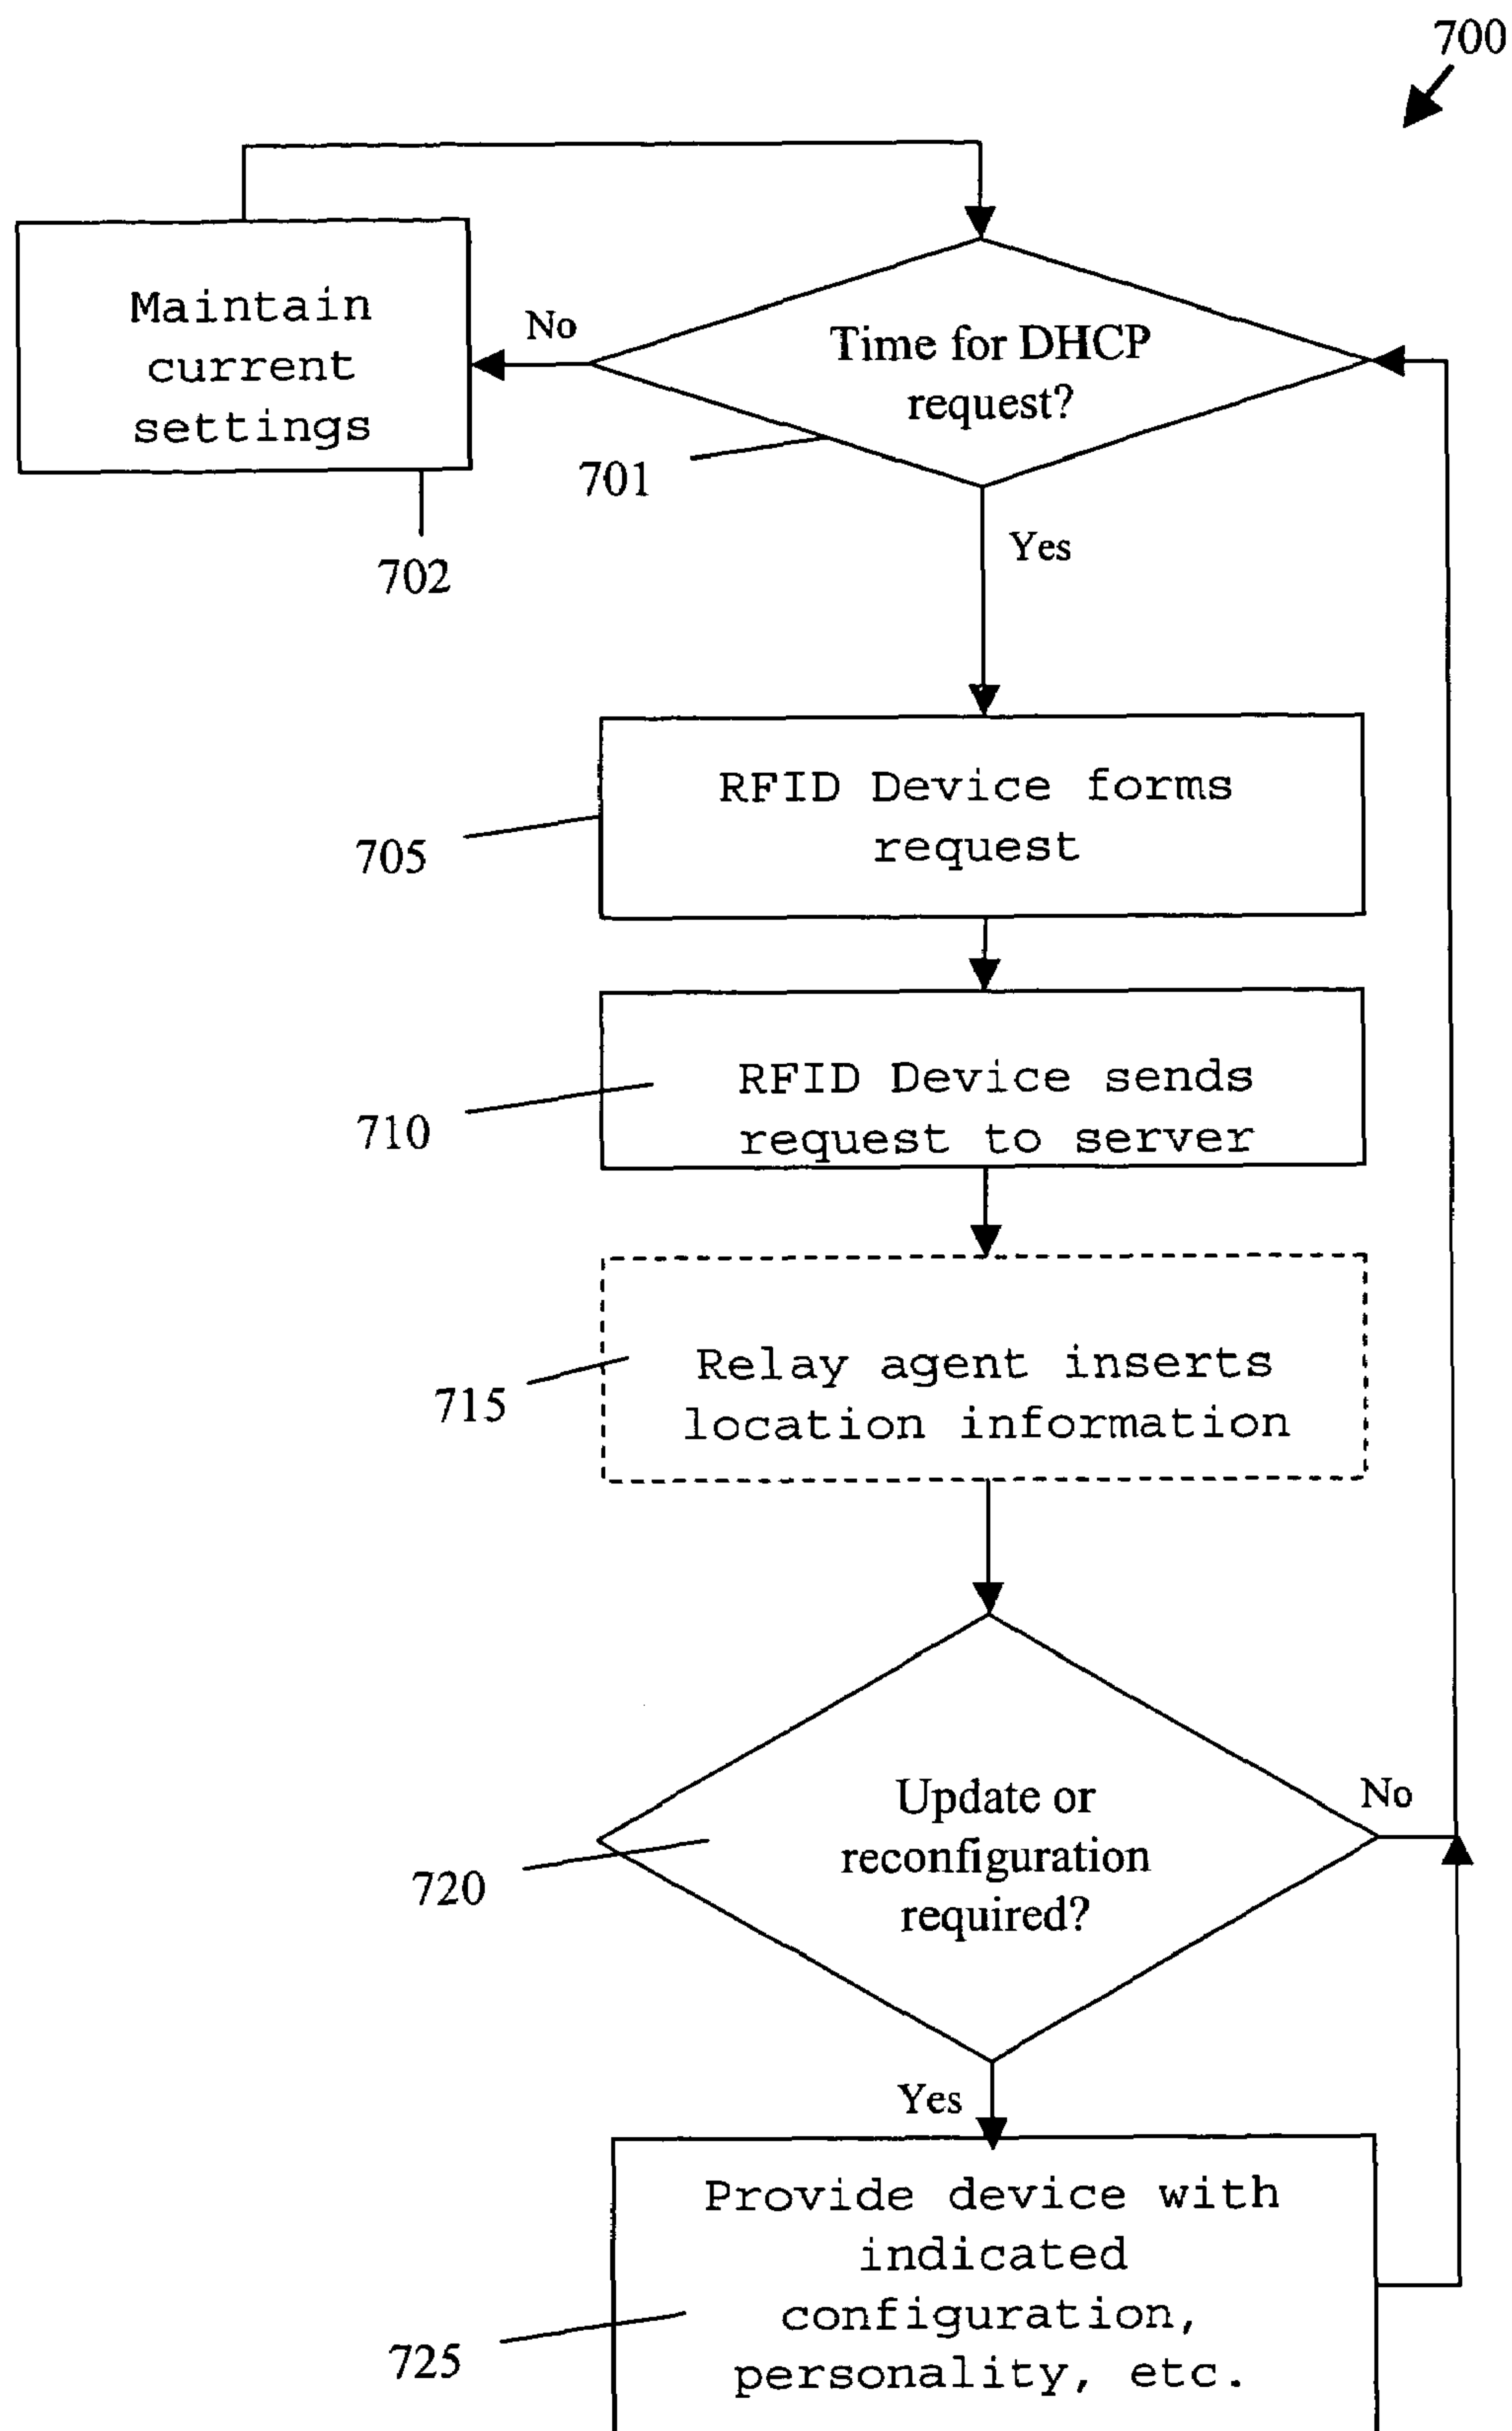 700
Maintain
current
settings
No
Time for DHCP
request?
701
702
Yes
RFID Device forms
request
705
RFID Device sends
request to server
710
Relay agent inserts
location information
715
Update or
reconfiguration
required?
No
720
Yes
Provide device with
indicated
configuration,
personality, etc.
725